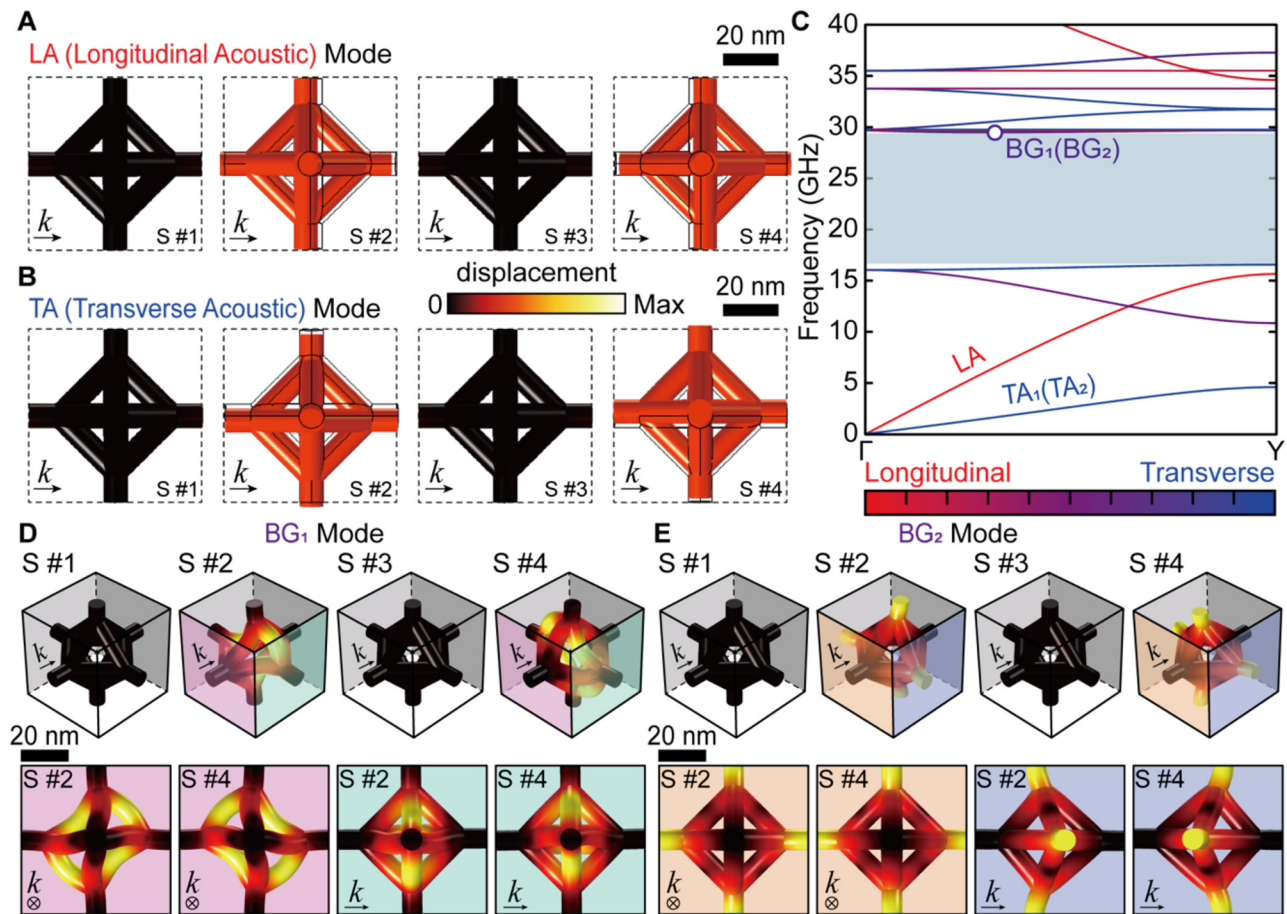 A
LA (Longitudinal Acoustic) Mode
20 nm
k
S #1
k
S #2
k
S #3
k
S #4
B
TA (Transverse Acoustic) Mode
displacement
0
Max
20 nm
k
S #1
k
S #2
k
S #3
k
S #4
C
Frequency (GHz)
40
35
30
25
20
15
10
5
0
BG₁(BG₂)
LA
TA₁(TA₂)
Γ
Y
Longitudinal
Transverse
D
BG₁ Mode
S #1
S #2
S #3
S #4
k
k
k
k
20 nm
S #2
S #4
S #2
S #4
k
k
k
k
E
BG₂ Mode
S #1
S #2
S #3
S #4
k
k
k
k
20 nm
S #2
S #4
S #2
S #4
k
k
k
k